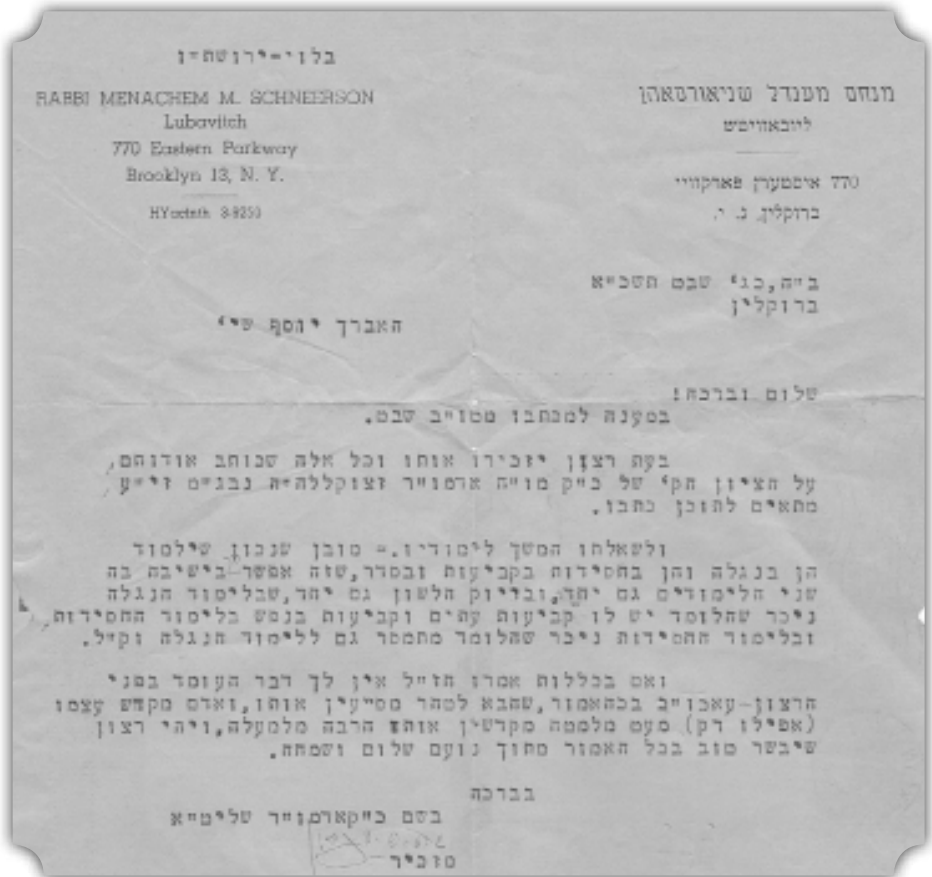 בלוי=ירושת"ו
RABBI MENACHEM M. SCHNEERSON
Lubavitch
770 Eastern Parkway
Brooklyn 13, N. Y.
HYacinth 3-9250
מנחם מענדל שניאורסאהן
ליובאוויטש
770 איסטערן פארקוויי
ברוקלין, נ. י.
ב"ה, כג' שבט תשכ"א
ברוקלין
האברך יוסף שי'
שלום וברכה!
במענה למכתבו מטו"ב שבט.
בעת רצון יזכירו אותו וכל אלה שכותב אודותם,
על הציון הק' של כ"ק מו"ח אדמו"ר זצוקללה"ה נבג"מ זי"ע
מתאים לתוכן כתבו.
ולשאלתו המשך לימודיו.= מובן שנכון שילמוד
הן בנגלה והן בחסידות בקביעות ובסדר,שזה אפשר בישיבה בה
שני הלימודים גם יחד,ובדיוק הלשון גם יחד,שבלימוד הנגלה
ניכר שהלומד יש לו קביעות עתים וקביעות בנפש בלימוד החסידות
ובלימוד החסידות ניכר שהלומד מתמסר גם ללימוד הנגלה וק"ל.
ואם בכללות אמרו חז"ל אין לך דבר העומד בפני
הרצון-עאכו"כ בכהאמור,שהבא לטהר מסייעין אותו,ואדם מקדש עצמו
(אפילו רק) מעט מלמטה מקדשין אותו הרבה מלמעלה,ויהי רצון
שיבשר טוב בכל האמור מתוך נועם שלום ושמחה.
בברכה
בשם כ"קאדמו"ר שליט"א
מזכיר